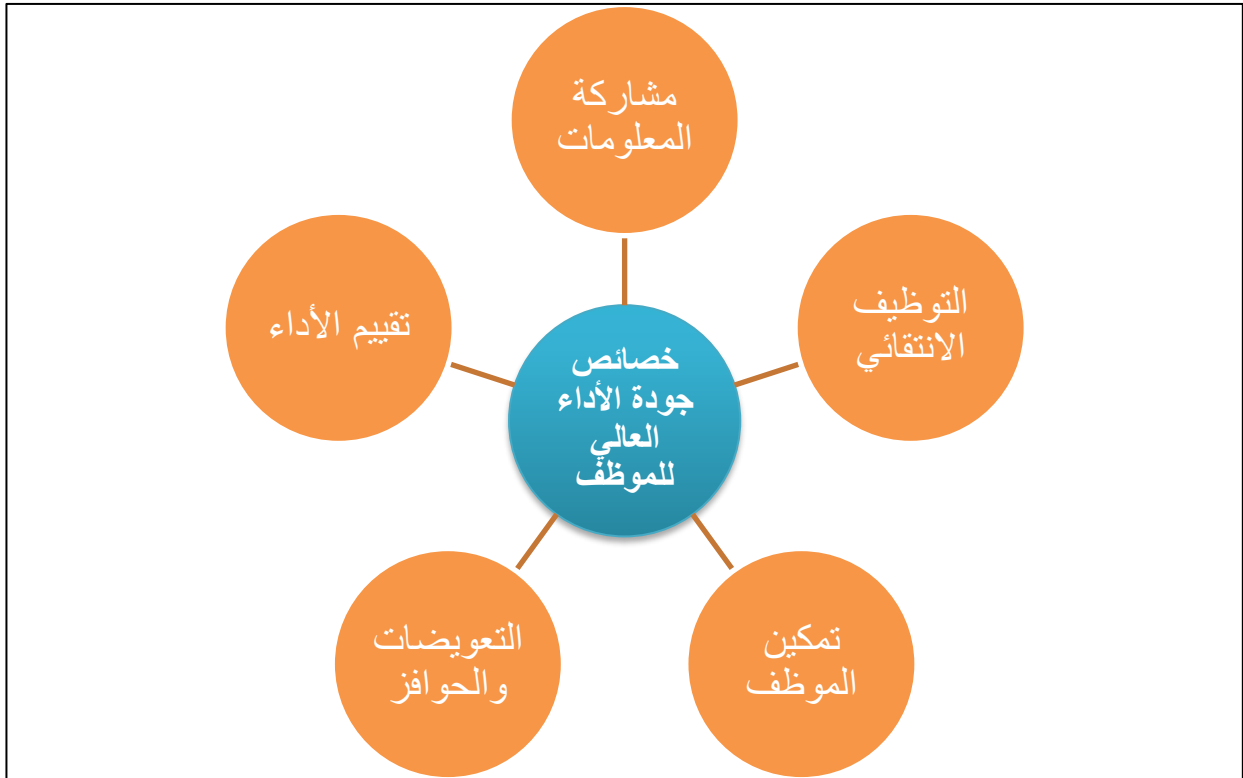 مشاركة
المعلومات
التوظيف
الانتقائي
تقييم الأداء
خصائص
جودة الأداء
العالي
للموظف
التعويضات
والحوافز
تمكين
الموظف